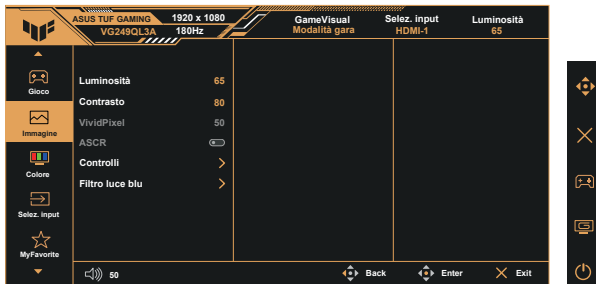 ASUS TUF GAMING 1920 x 1080
VG249QL3A 180Hz
GameVisual
Modalità gara
Selez. input
HDMI-1
Luminosità
65
Gioco
Immagine
Colore
Selez. input
MyFavorite
Luminosità 65
Contrasto 80
VividPixel 50
ASCR
Controlli
Filtro luce blu
50
Back
Enter
Exit